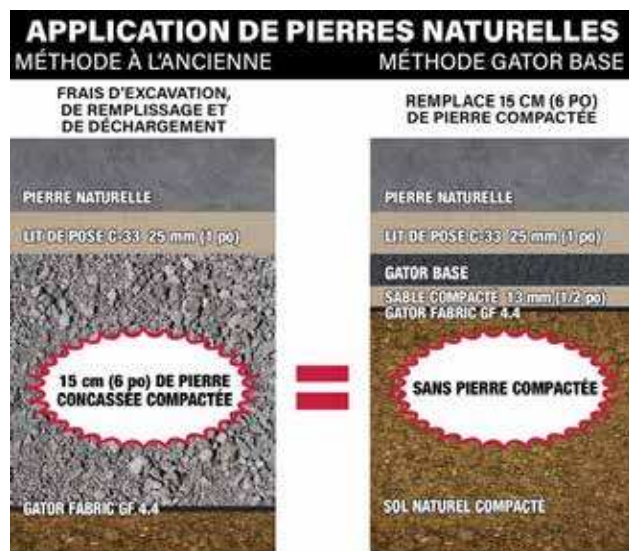 APPLICATION DE PIERRES NATURELLES
MÉTHODE À L'ANCIENNE
FRAIS D'EXCAVATION,
DE REMPLISSAGE ET
DE DÉCHARGEMENT
PIERRE NATURELLE
LIT DE POSE C-33 25 mm (1 po)
15 cm (6 po) DE PIERRE
CONCASSÉE COMPACTÉE
GATOR FABRIC GF 4.4
MÉTHODE GATOR BASE
REMPLACE 15 CM (6 PO)
DE PIERRE COMPACTÉE
PIERRE NATURELLE
LIT DE POSE C-33 25 mm (1 po)
GATOR BASE
SABLE COMPACTÉ 13 mm (1/2 po)
GATOR FABRIC GF 4.4
SANS PIERRE COMPACTÉE
SOL NATUREL COMPACTÉ